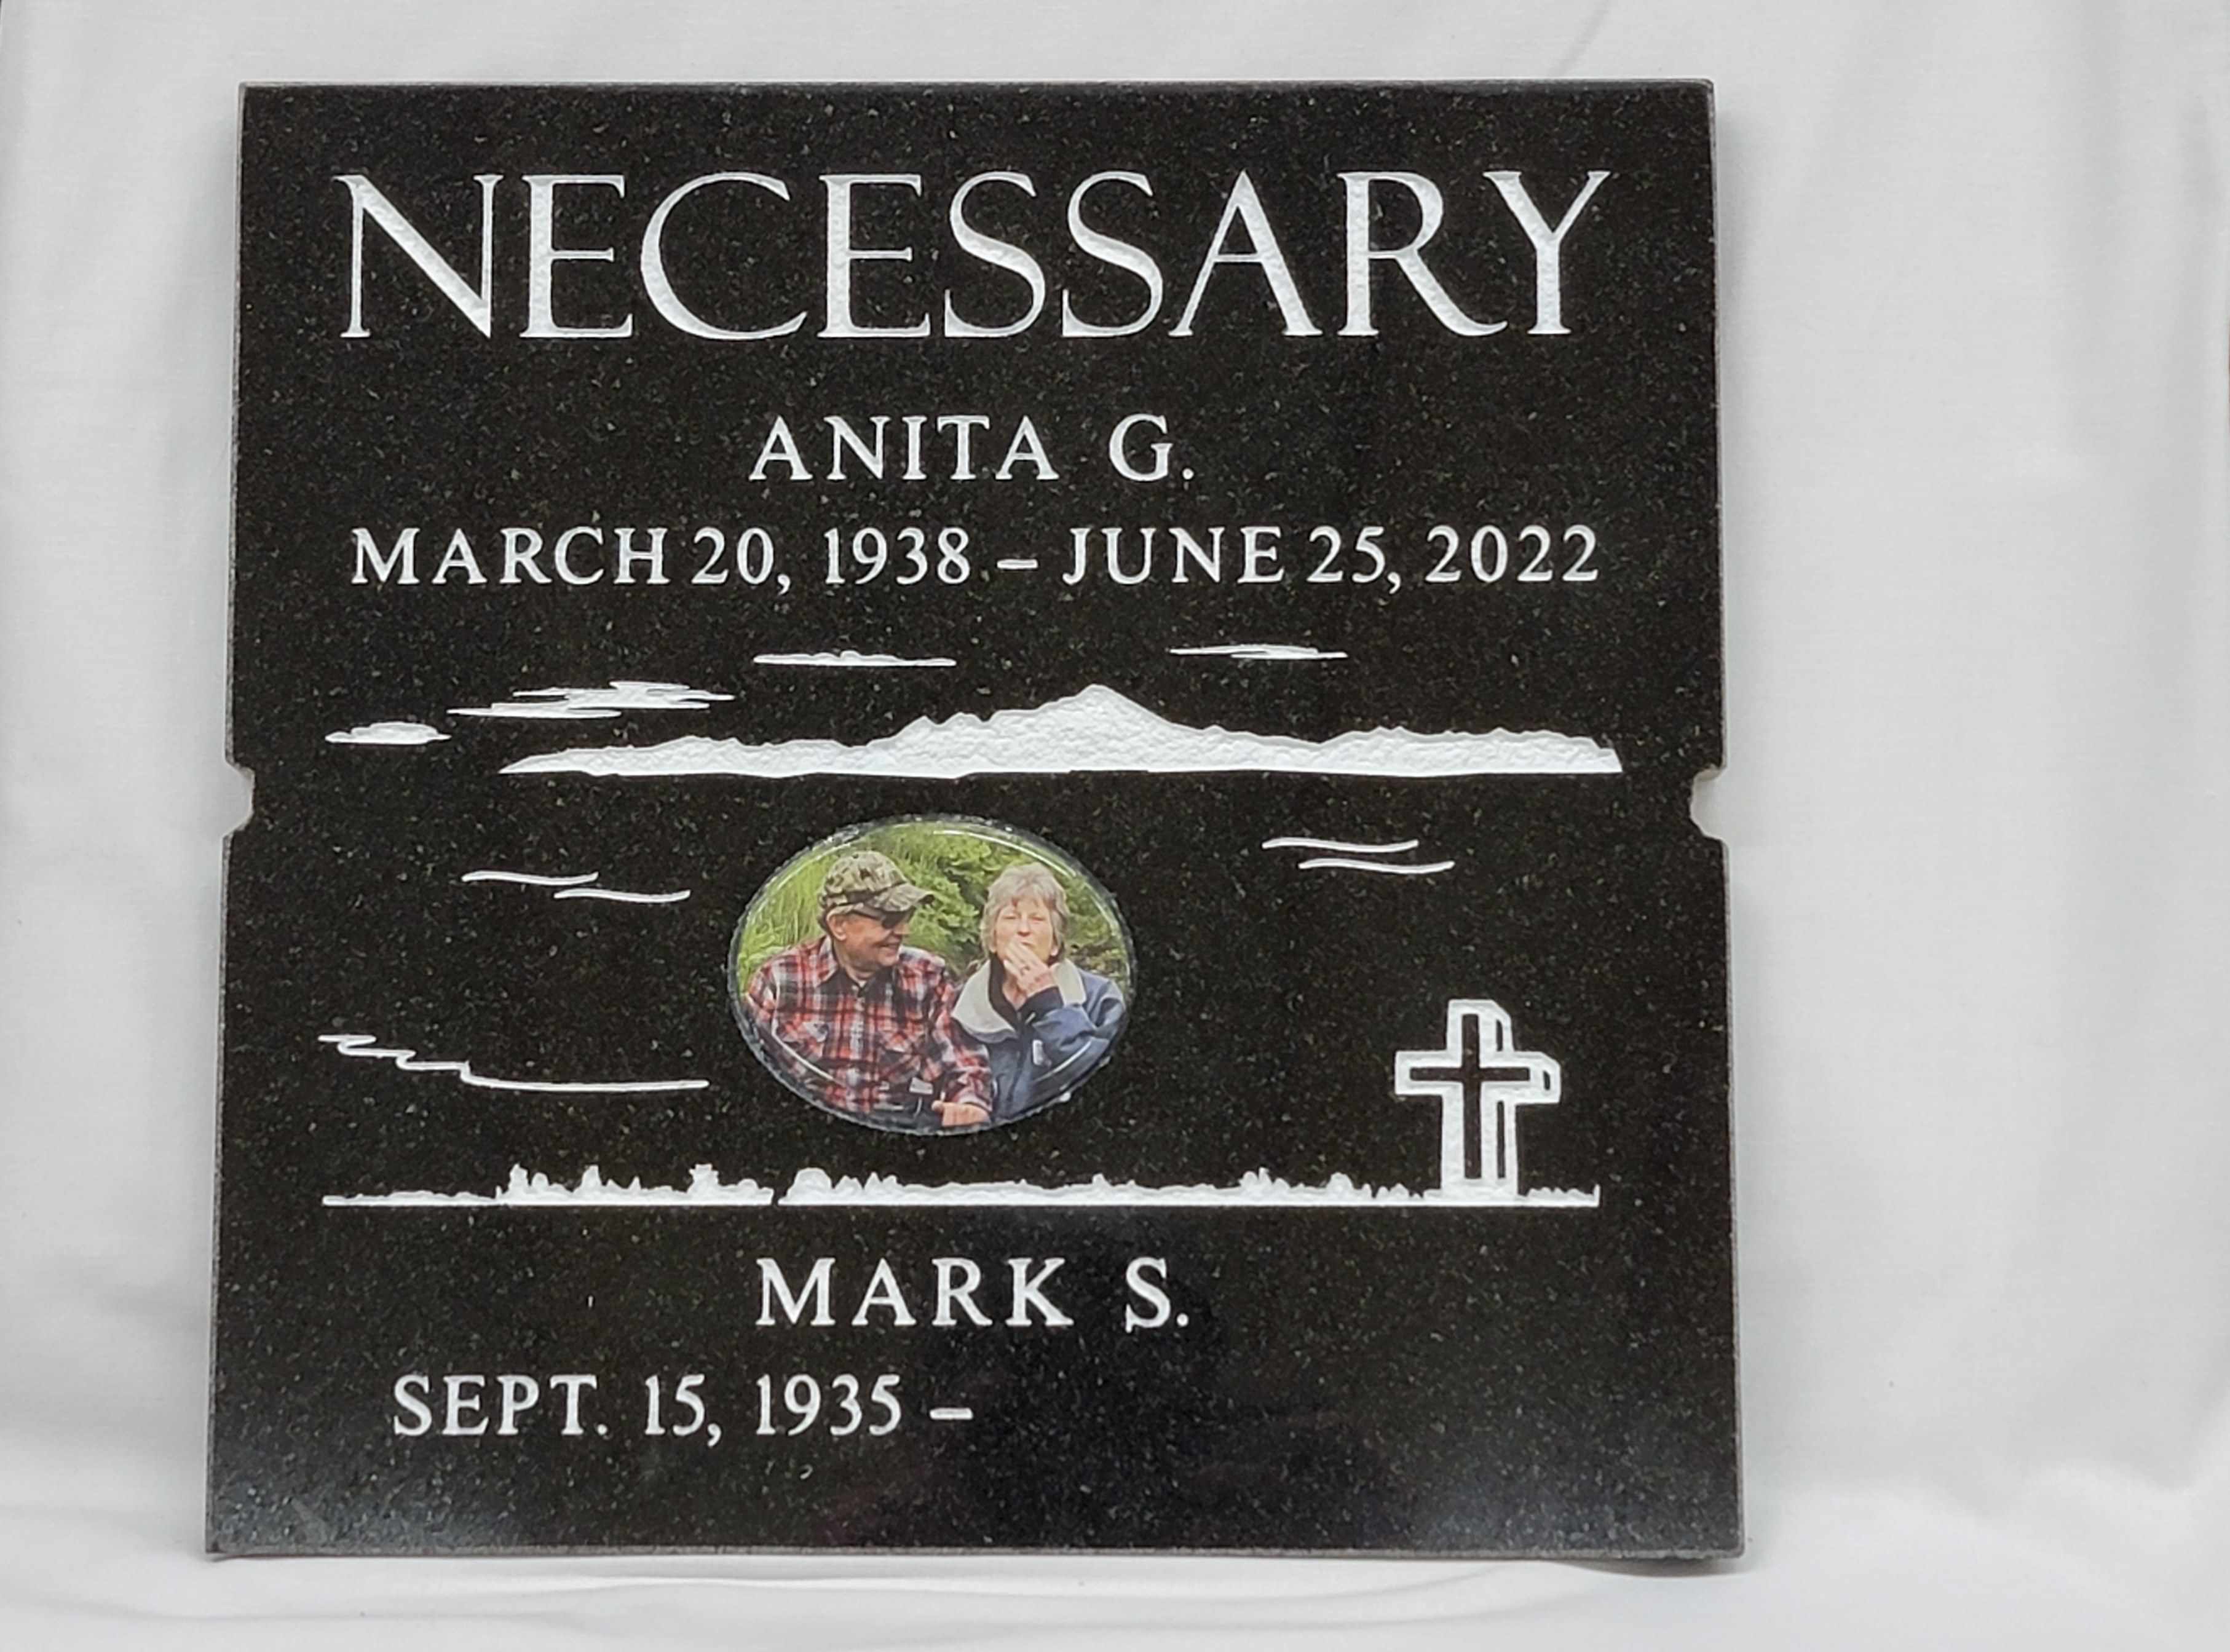 NECESSARY
ANITA G.
MARCH 20, 1938 – JUNE 25, 2022
MARK S.
SEPT. 15, 1935 –